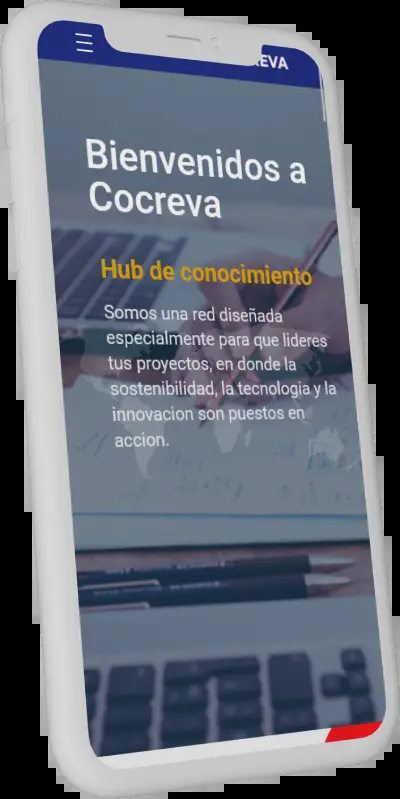 REVA
Bienvenidos a
Cocreva
Hub de conocimiento
Somos una red diseñada
especialmente para que lideres
tus proyectos, en donde la
sostenibilidad, la tecnologia y la
innovacion son puestos en
accion.